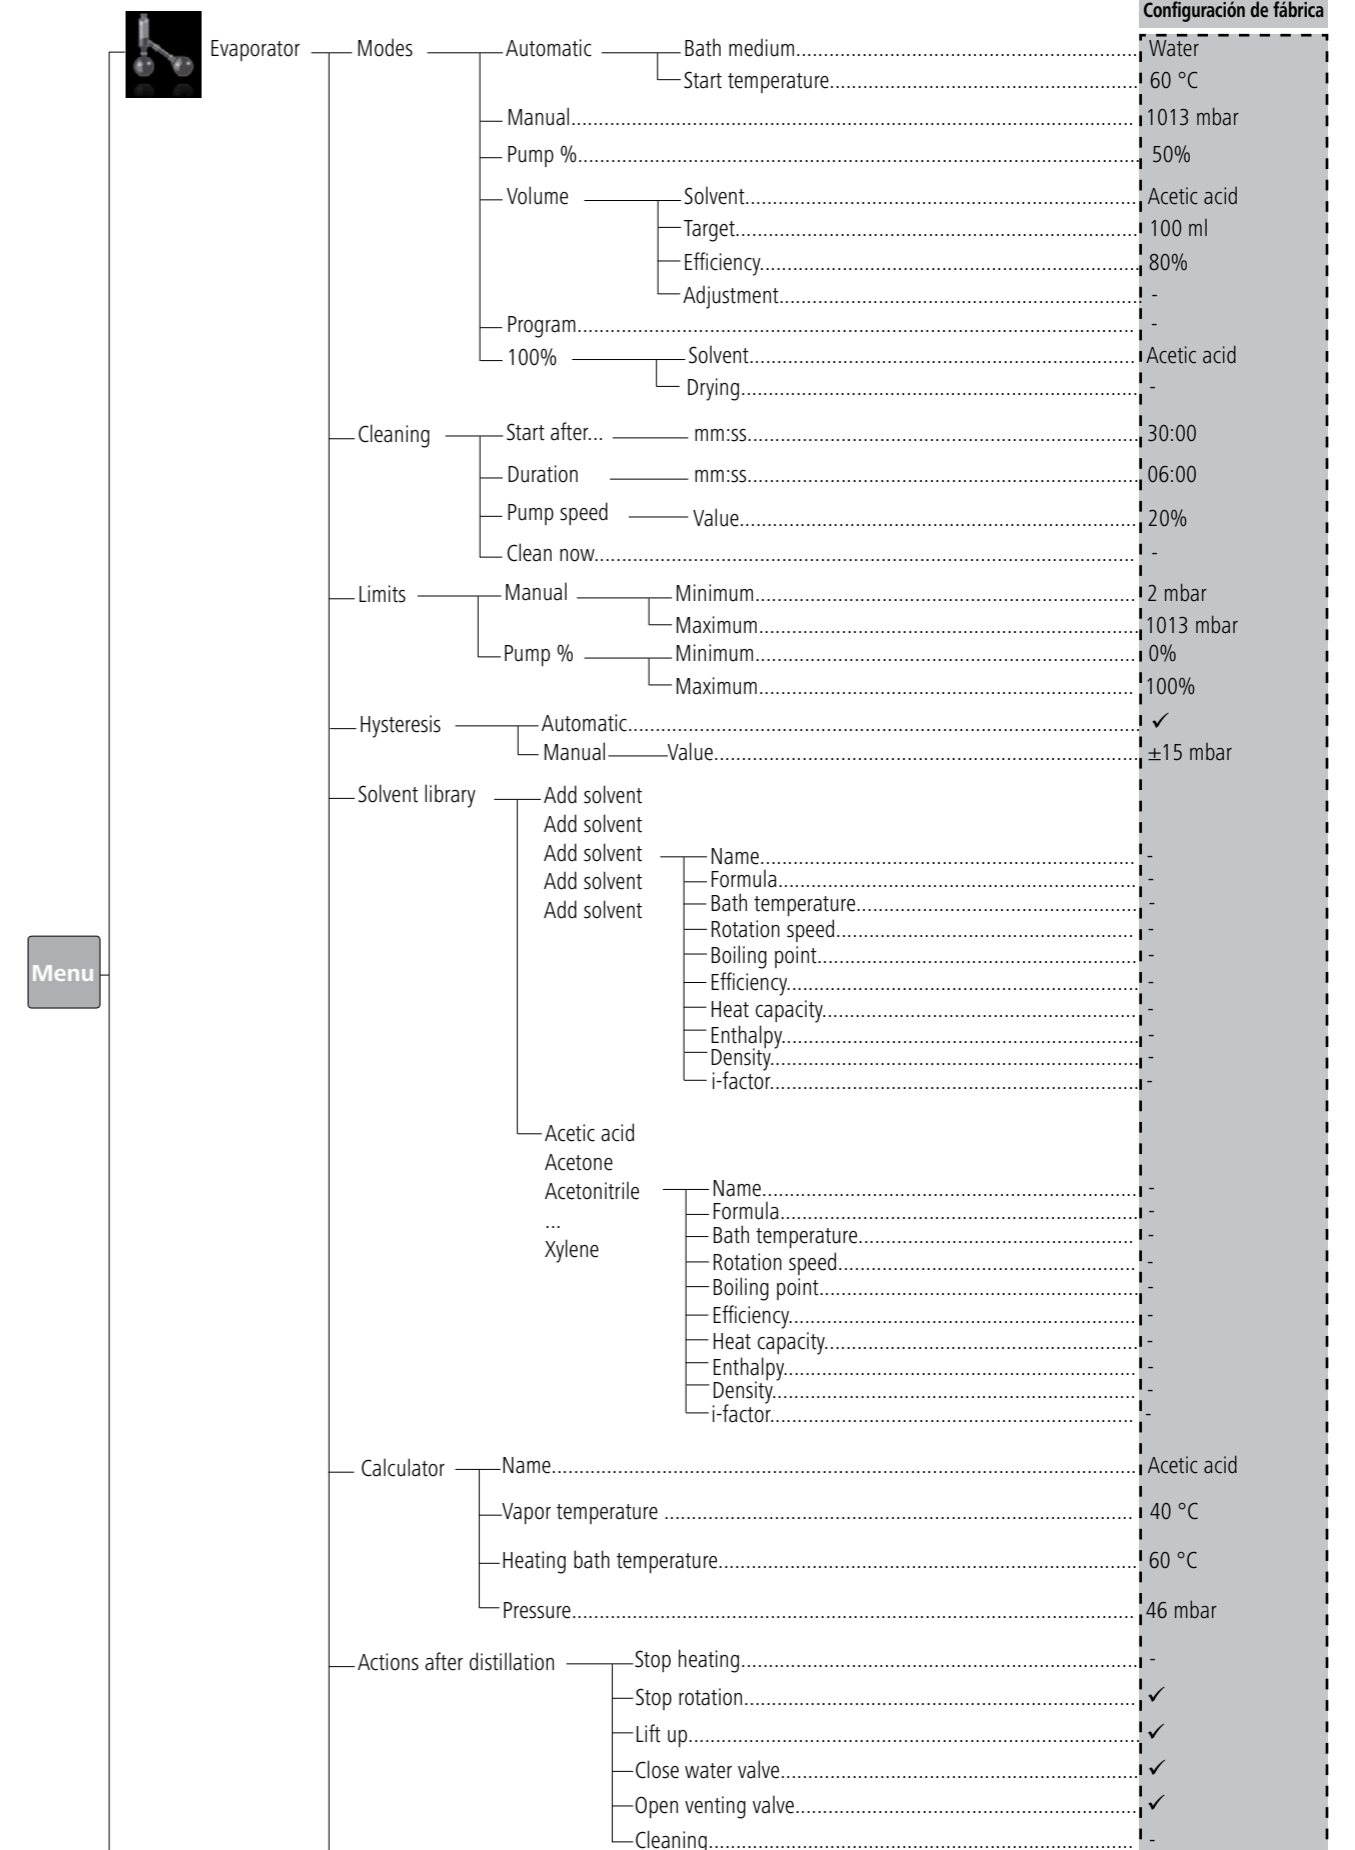 Configuración de fábrica
Evaporator Modes Automatic Bath medium Water
Start temperature 60 °C
Manual 1013 mbar
Pump % 50%
Volume Solvent Acetic acid
Target 100 ml
Efficiency 80%
Adjustment -
Program -
100% Solvent Acetic acid
Drying -
Cleaning Start after... mm:ss 30:00
Duration mm:ss 06:00
Pump speed Value 20%
Clean now -
Limits Manual Minimum 2 mbar
Maximum 1013 mbar
Pump % Minimum 0%
Maximum 100%
Hysteresis Automatic ✓
Manual Value ±15 mbar
Solvent library Add solvent
Add solvent
Add solvent Name -
Formula -
Add solvent
Bath temperature -
Add solvent
Rotation speed -
Boiling point -
Efficiency -
Heat capacity -
Enthalpy -
Density -
i-factor -
Menu
Acetic acid
Acetone
Acetonitrile Name -
Formula -
...
Bath temperature -
Xylene
Rotation speed -
Boiling point -
Efficiency -
Heat capacity -
Enthalpy -
Density -
i-factor -
Calculator Name Acetic acid
Vapor temperature 40 °C
Heating bath temperature 60 °C
Pressure 46 mbar
Actions after distillation Stop heating -
Stop rotation ✓
Lift up ✓
Close water valve ✓
Open venting valve ✓
Cleaning -